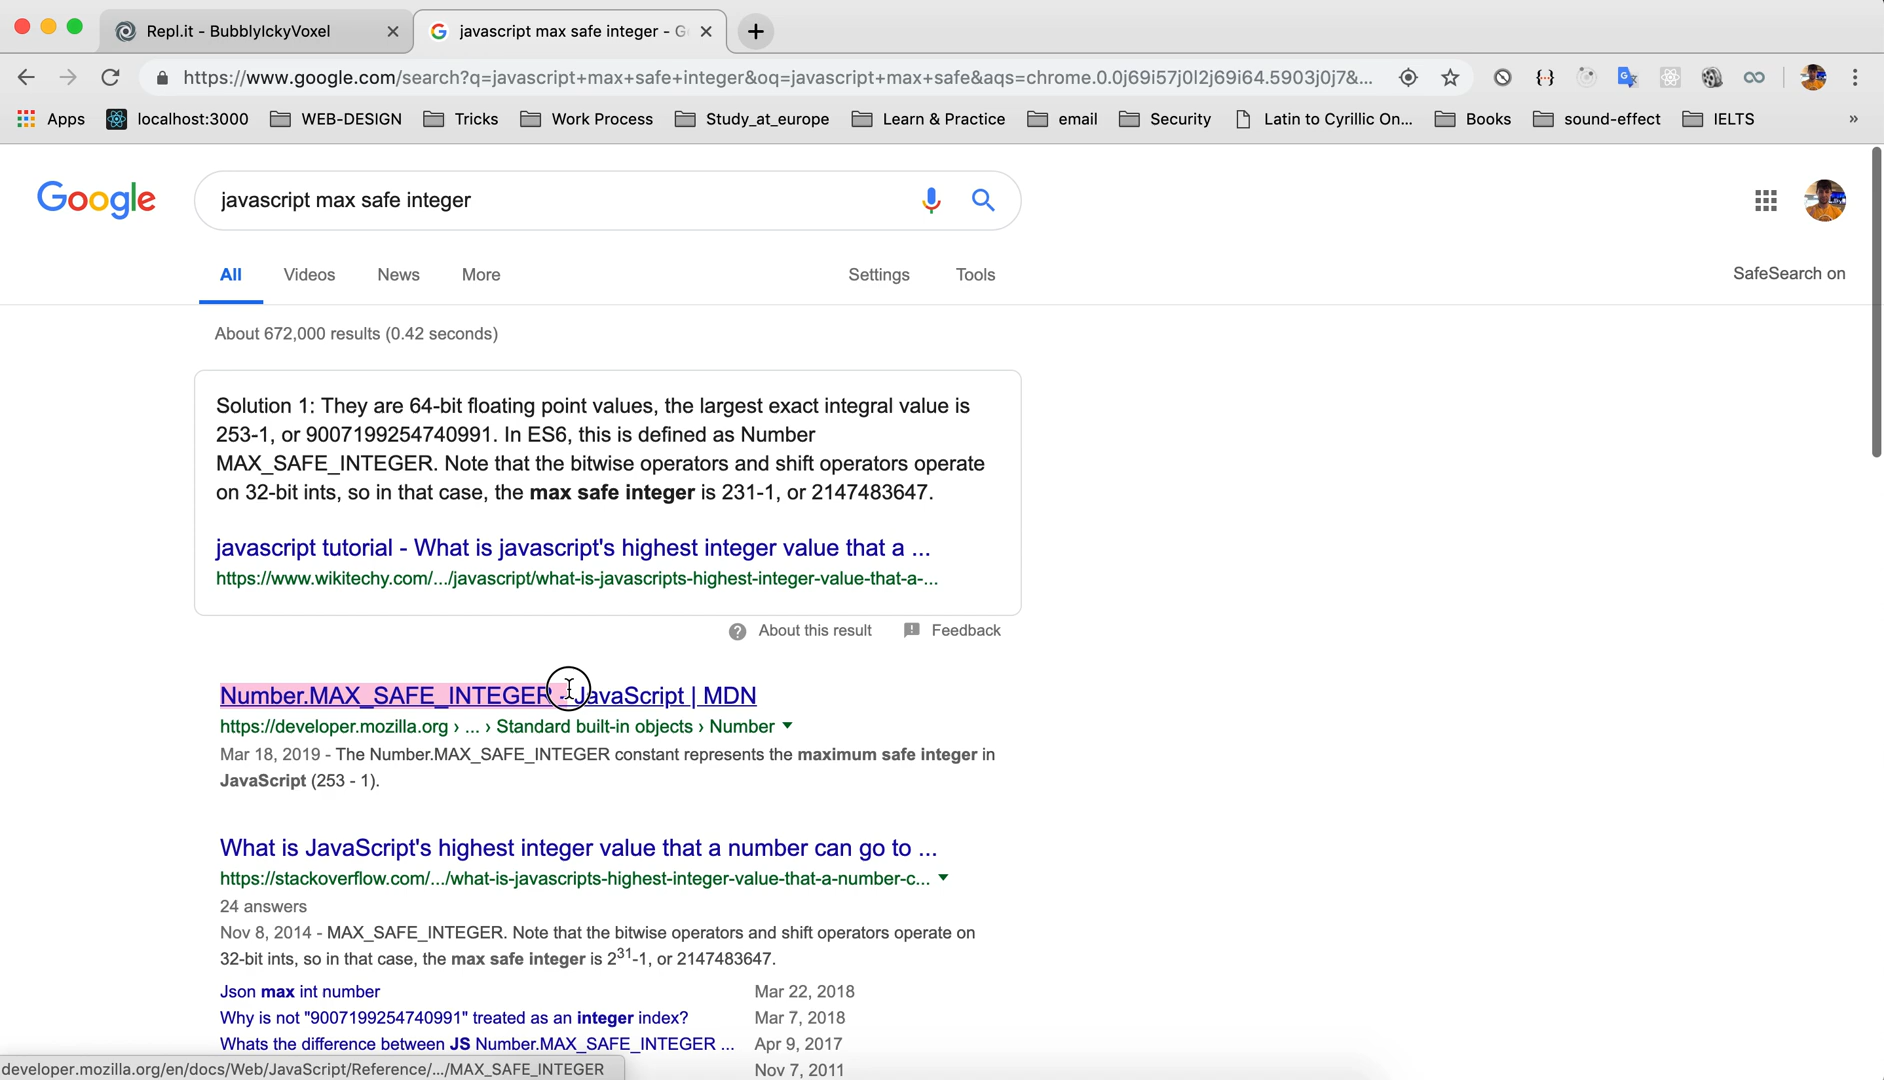 Repl.it - BubblyIckyVoxel
javascript max safe integer - G
https://www.google.com/search?q=javascript+max+safe+integer&oq=javascript+max+safe&aqs=chrome.0.0j69i57j0l2j69i64.5903j0j7&...
Apps localhost:3000 WEB-DESIGN Tricks Work Process Study_at_europe Learn & Practice email Security Latin to Cyrillic On... Books sound-effect IELTS »
Google
javascript max safe integer
All Videos News More Settings Tools SafeSearch on
About 672,000 results (0.42 seconds)
Solution 1: They are 64-bit floating point values, the largest exact integral value is
253-1, or 9007199254740991. In ES6, this is defined as Number
MAX_SAFE_INTEGER. Note that the bitwise operators and shift operators operate
on 32-bit ints, so in that case, the max safe integer is 231-1, or 2147483647.
javascript tutorial - What is javascript's highest integer value that a ...
https://www.wikitechy.com/.../javascript/what-is-javascripts-highest-integer-value-that-a-...
About this result Feedback
Number.MAX_SAFE_INTEGER - JavaScript | MDN
https://developer.mozilla.org › ... › Standard built-in objects › Number
Mar 18, 2019 - The Number.MAX_SAFE_INTEGER constant represents the maximum safe integer in
JavaScript (253 - 1).
What is JavaScript's highest integer value that a number can go to ...
https://stackoverflow.com/.../what-is-javascripts-highest-integer-value-that-a-number-c...
24 answers
Nov 8, 2014 - MAX_SAFE_INTEGER. Note that the bitwise operators and shift operators operate on
32-bit ints, so in that case, the max safe integer is 2³¹-1, or 2147483647.
Json max int number Mar 22, 2018
Why is not "9007199254740991" treated as an integer index? Mar 7, 2018
Whats the difference between JS Number.MAX_SAFE_INTEGER ... Apr 9, 2017
Nov 7, 2011
developer.mozilla.org/en/docs/Web/JavaScript/Reference/.../MAX_SAFE_INTEGER